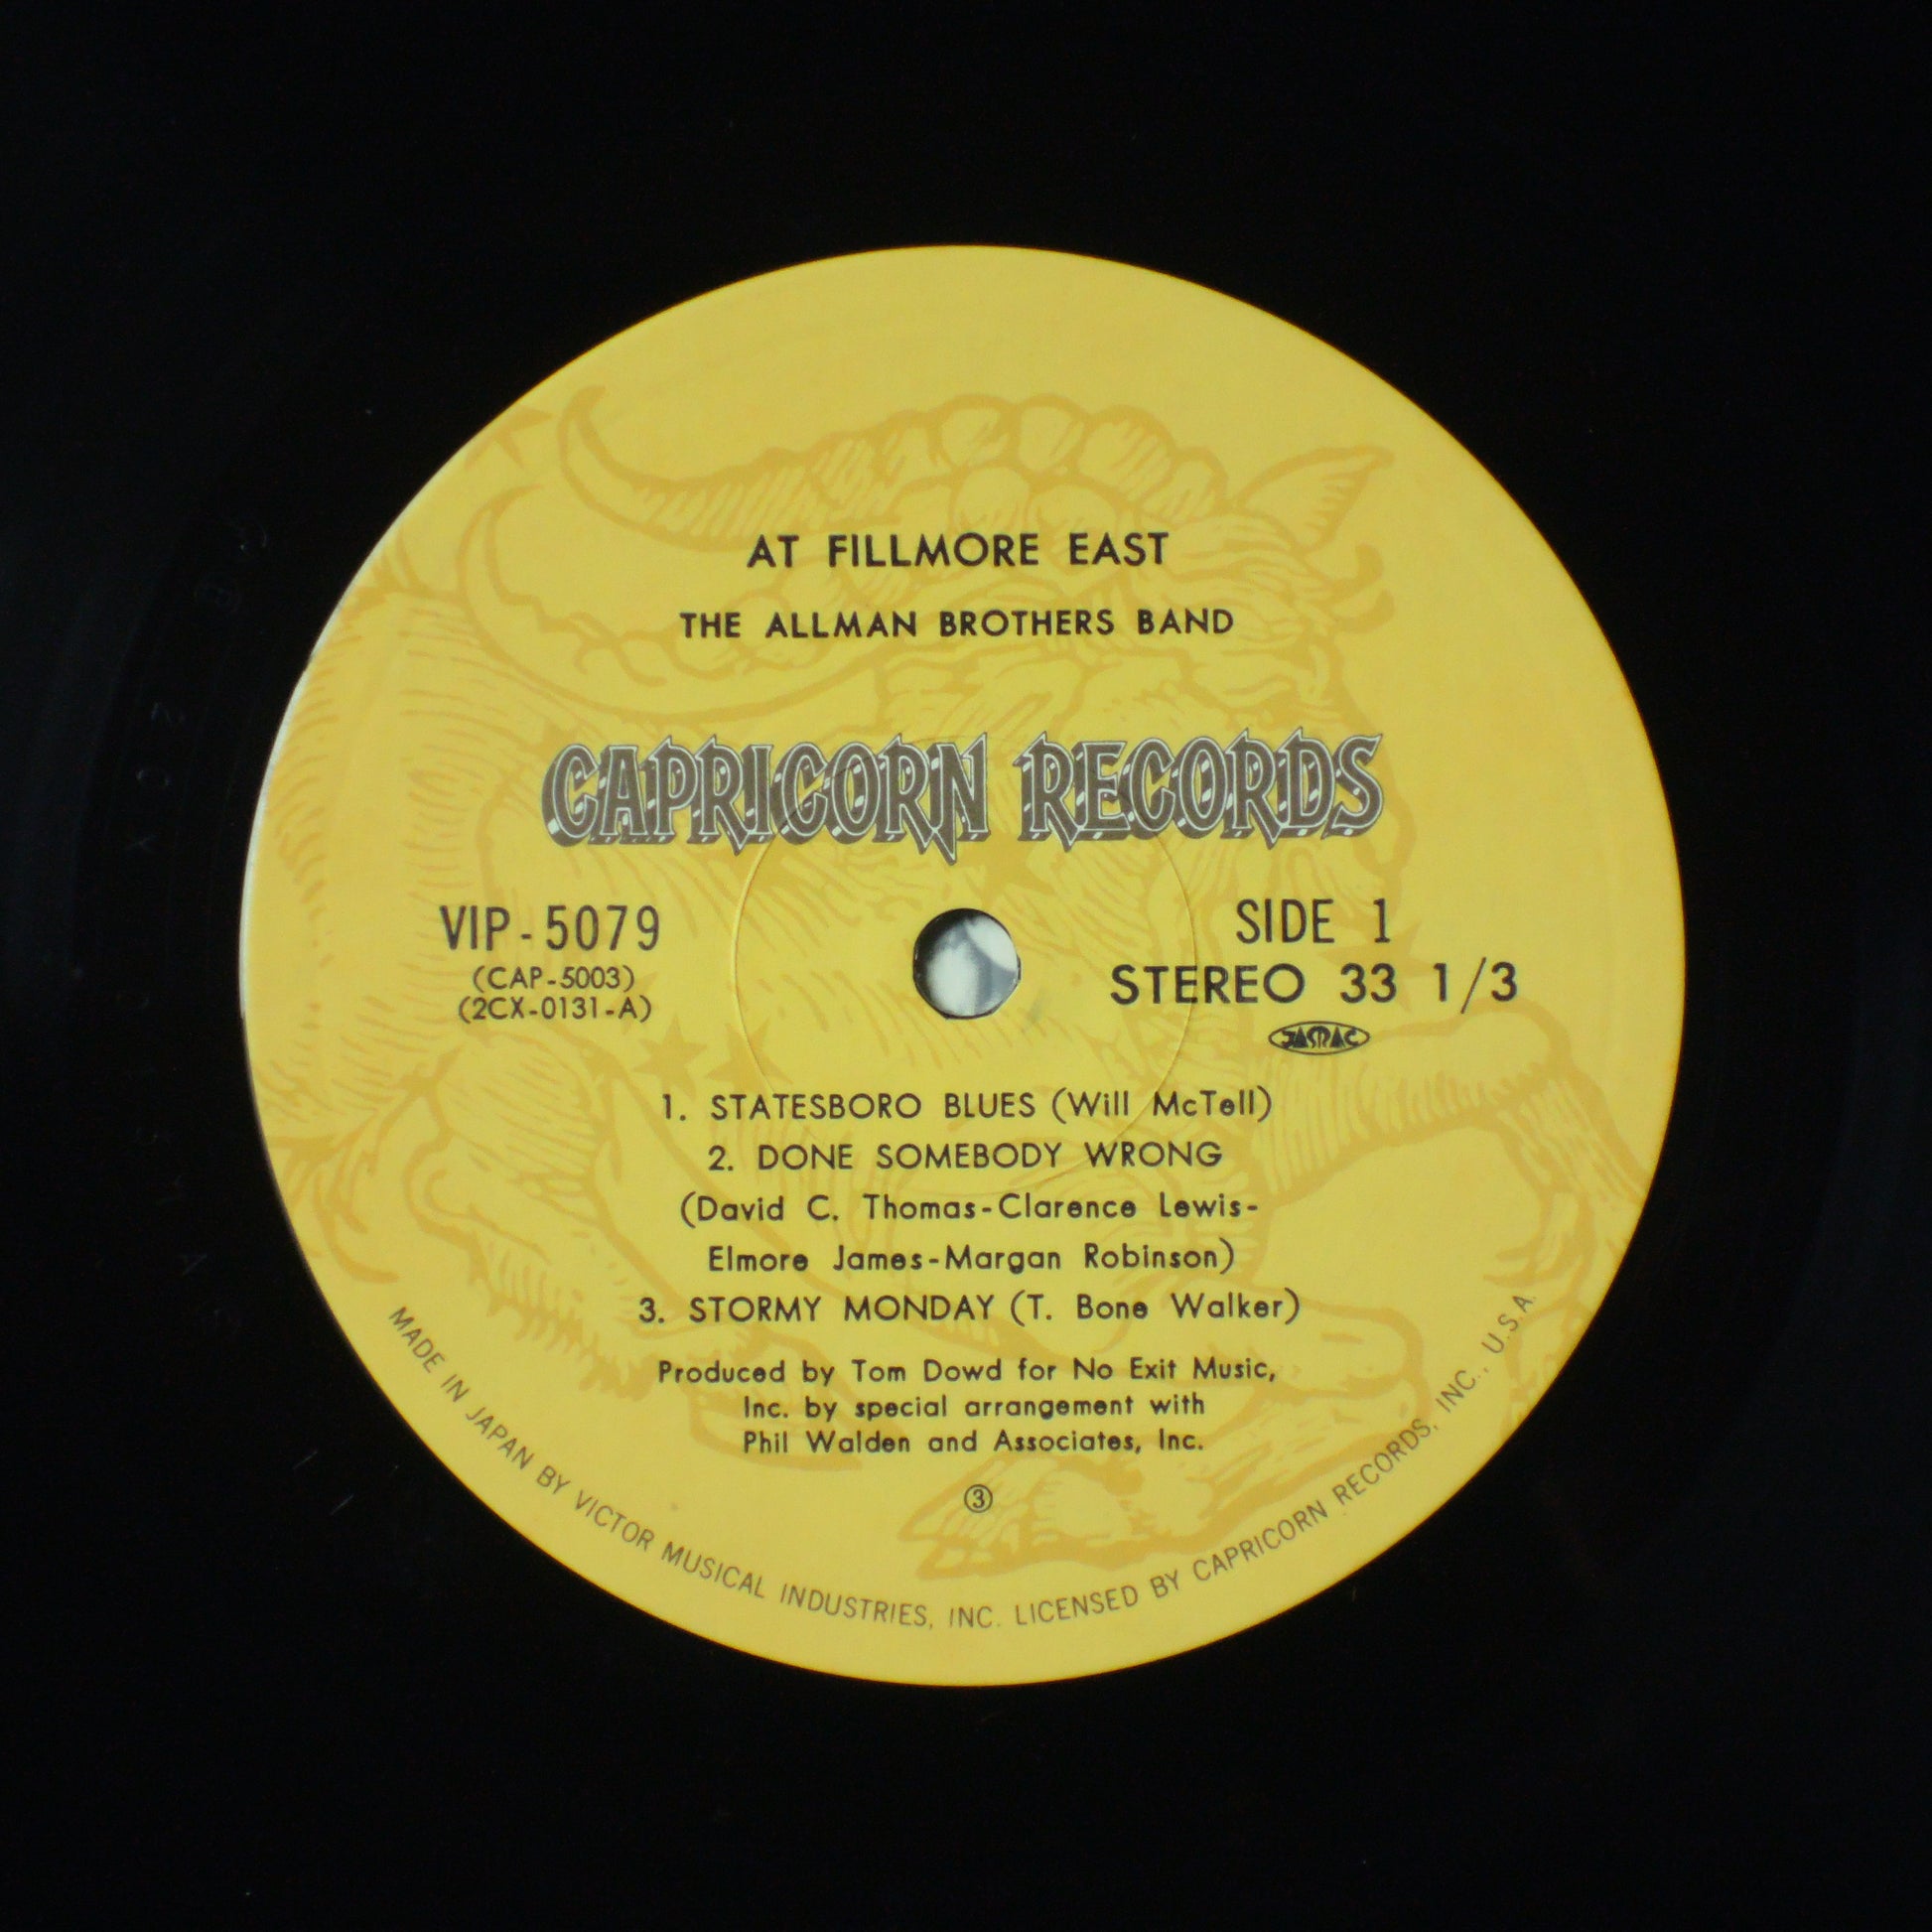 AT FILLMORE EAST
THE ALLMAN BROTHERS BAND
CAPRICORN RECORDS
VIP-5079
(CAP-5003)
(2CX-0131-A)
SIDE 1
STEREO 33 1/3
JASRAC
1. STATESBORO BLUES (Will McTell)
2. DONE SOMEBODY WRONG
(David C. Thomas-Clarence Lewis-
Elmore James-Margan Robinson)
3. STORMY MONDAY (T. Bone Walker)
Produced by Tom Dowd for No Exit Music,
Inc. by special arrangement with
Phil Walden and Associates, Inc.
③
MADE IN JAPAN BY VICTOR MUSICAL INDUSTRIES, INC. LICENSED BY CAPRICORN RECORDS, INC., U.S.A.